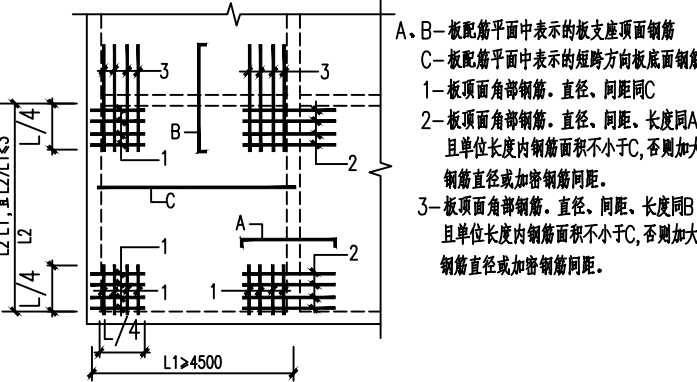 A、B—板配筋平面中表示的板支座顶面钢筋
C—板配筋平面中表示的短跨方向板底面钢筋
1—板顶面角部钢筋.直径、间距同C
2—板顶面角部钢筋.直径、间距、长度同A
且单位长度内钢筋面积不小于C,否则加大
钢筋直径或加密钢筋间距.
3—板顶面角部钢筋.直径、间距、长度同B
且单位长度内钢筋面积不小于C,否则加大
钢筋直径或加密钢筋间距.
3
3
B
L/4
1
2
C
L2
A
1
2
L/4
1
1
L/4
L1≥4500